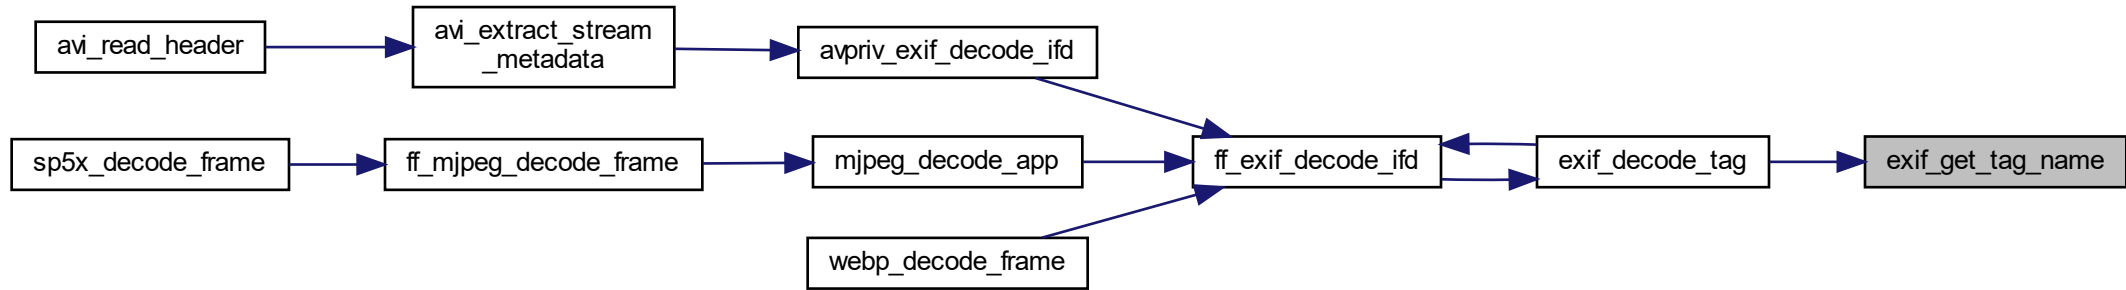 avi_read_header
avi_extract_stream
_metadata
avpriv_exif_decode_ifd
sp5x_decode_frame
ff_mjpeg_decode_frame
mjpeg_decode_app
ff_exif_decode_ifd
exif_decode_tag
exif_get_tag_name
webp_decode_frame